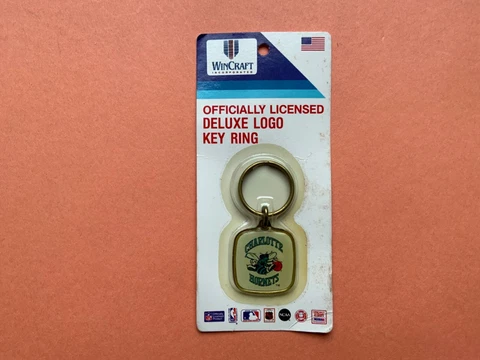 WINCRAFT
INCORPORATED
OFFICIALLY LICENSED
DELUXE LOGO
KEY RING
CHARLOTTE
HORNETS